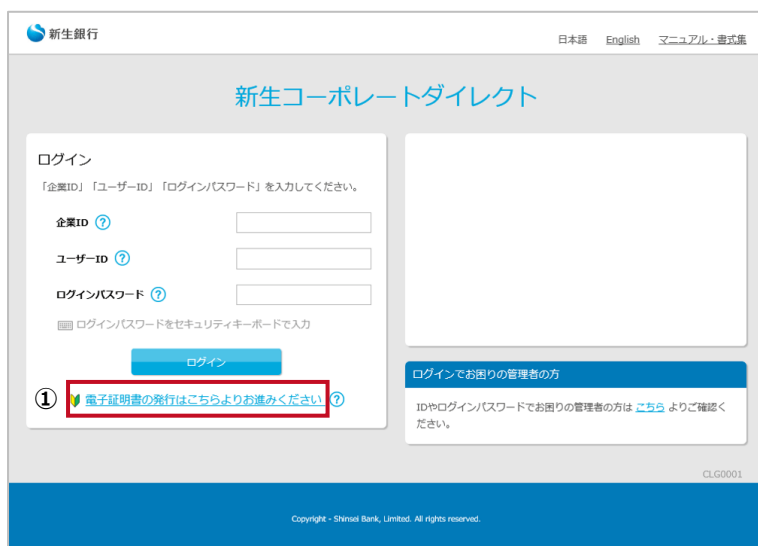 新生銀行
日本語 English マニュアル・書式集
新生コーポレートダイレクト
ログイン
「企業ID」「ユーザーID」「ログインパスワード」を入力してください。
企業ID ?
ユーザーID ?
ログインパスワード ?
ログインパスワードをセキュリティキーボードで入力
ログイン
① 電子証明書の発行はこちらよりお進みください ?
ログインでお困りの管理者の方
IDやログインパスワードでお困りの管理者の方は こちら よりご確認く
ださい。
CLG0001
Copyright - Shinsei Bank, Limited. All rights reserved.